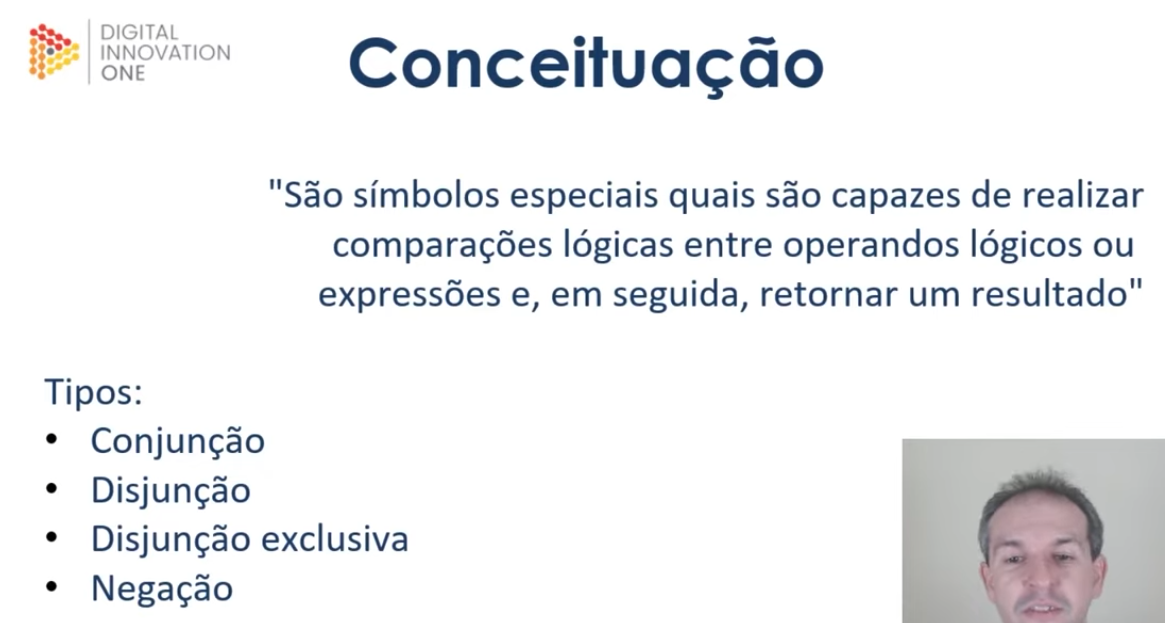 DIGITAL
INNOVATION
ONE
Conceituação
"São símbolos especiais quais são capazes de realizar
comparações lógicas entre operandos lógicos ou
expressões e, em seguida, retornar um resultado"
Tipos:
• Conjunção
• Disjunção
• Disjunção exclusiva
• Negação